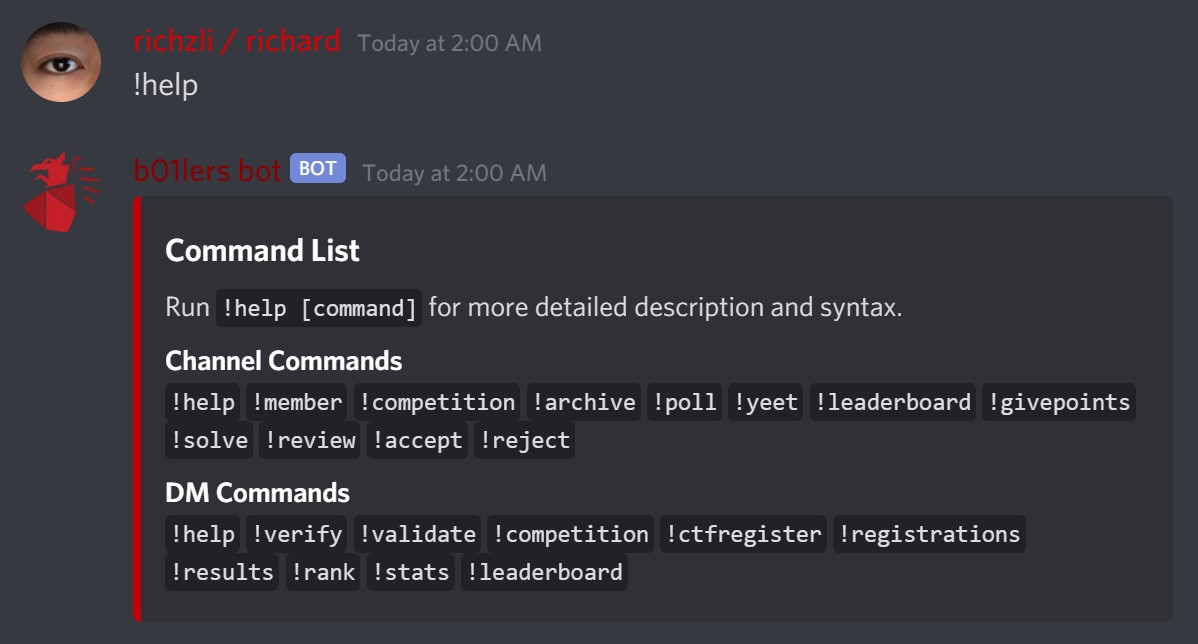 richzli / richard Today at 2:00 AM
!help
b01lers bot BOT Today at 2:00 AM
Command List
Run !help [command] for more detailed description and syntax.
Channel Commands
!help !member !competition !archive !poll !yeet !leaderboard !givepoints
!solve !review !accept !reject
DM Commands
!help !verify !validate !competition !ctfregister !registrations
!results !rank !stats !leaderboard